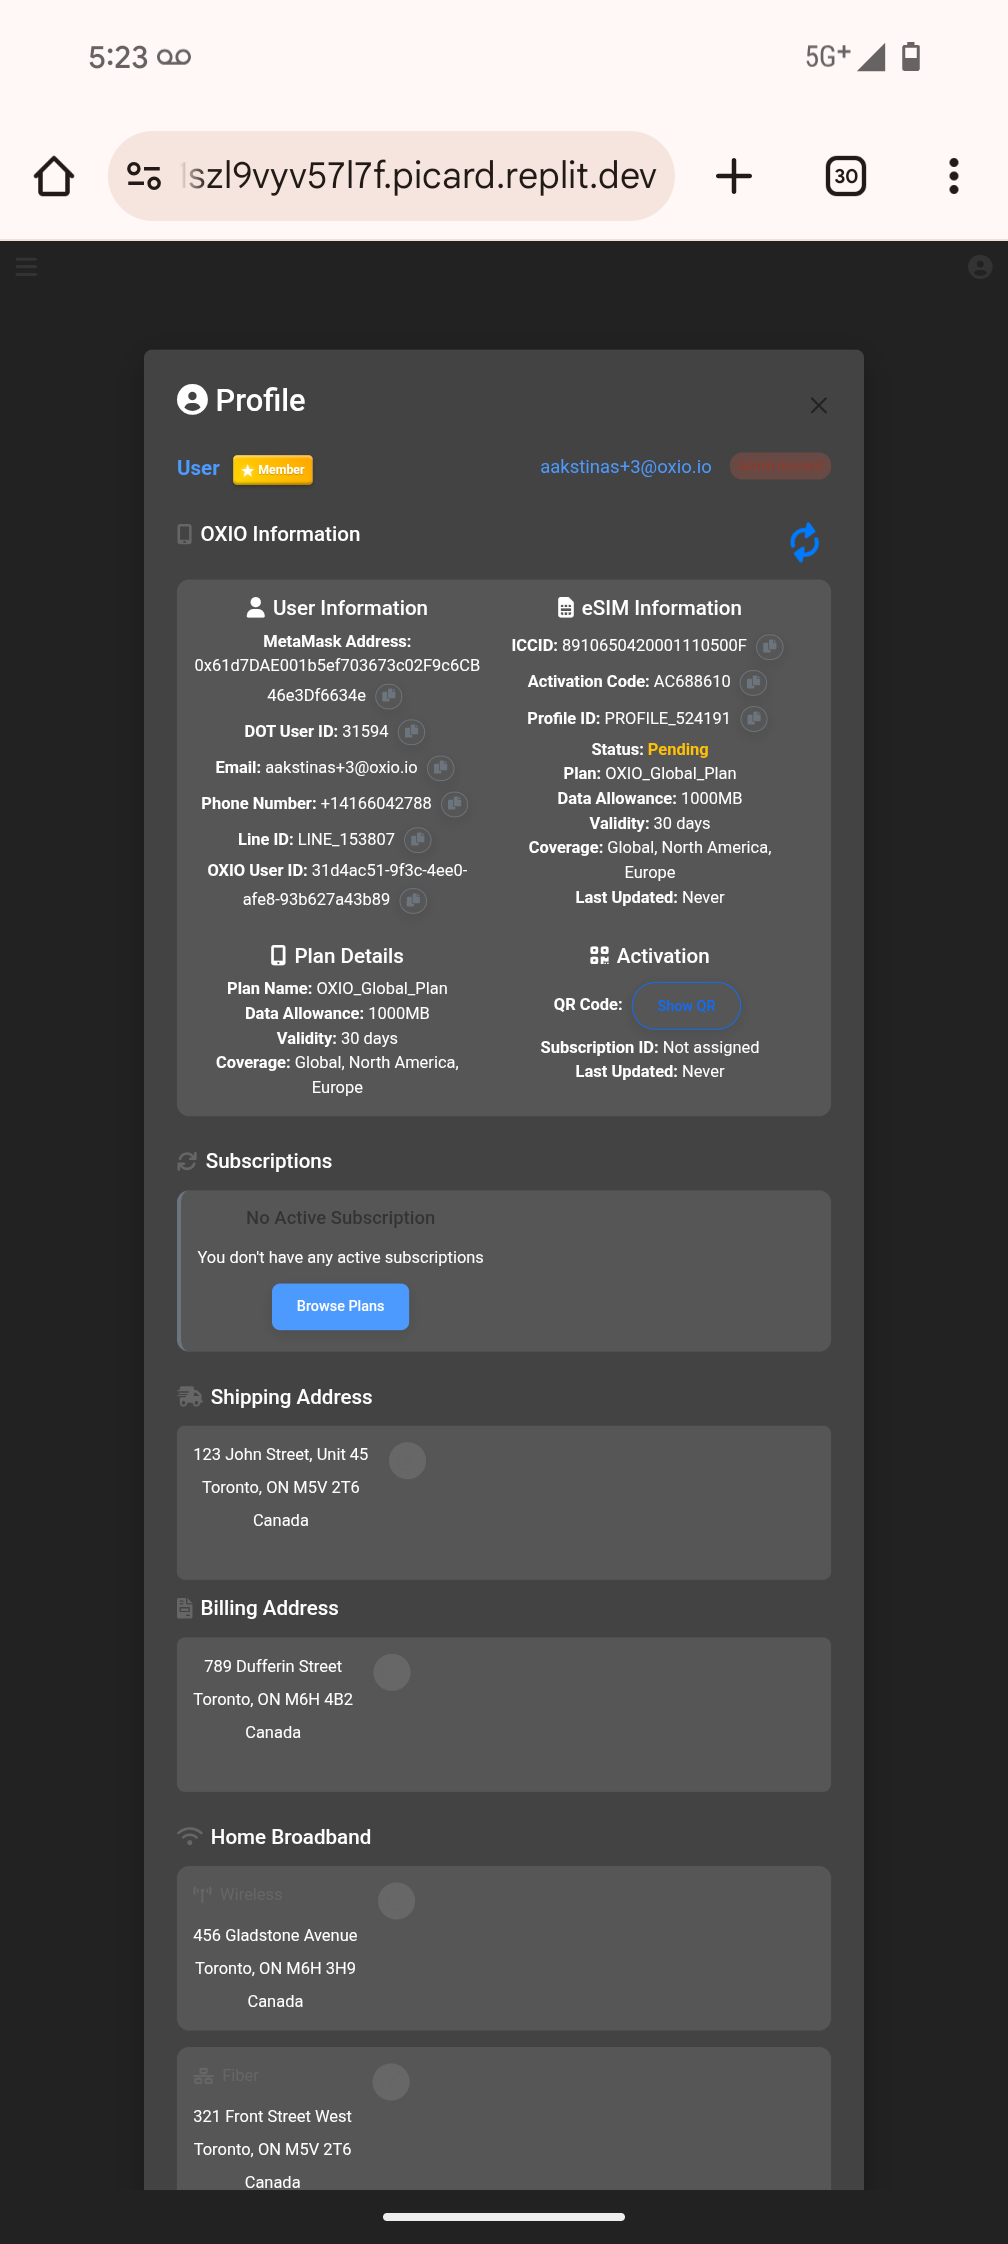 5:23
5G+
lszl9vyv57l7f.picard.replit.dev
30
Profile
User
Member
aakstinas+3@oxio.io
OXIO Information
User Information
MetaMask Address:
0x61d7DAE001b5ef703673c02F9c6CB
46e3Df6634e
DOT User ID: 31594
Email: aakstinas+3@oxio.io
Phone Number: +14166042788
Line ID: LINE_153807
OXIO User ID: 31d4ac51-9f3c-4ee0-
afe8-93b627a43b89
eSIM Information
ICCID: 8910650420001110500F
Activation Code: AC688610
Profile ID: PROFILE_524191
Status: Pending
Plan: OXIO_Global_Plan
Data Allowance: 1000MB
Validity: 30 days
Coverage: Global, North America,
Europe
Last Updated: Never
Plan Details
Plan Name: OXIO_Global_Plan
Data Allowance: 1000MB
Validity: 30 days
Coverage: Global, North America,
Europe
Activation
QR Code: Show QR
Subscription ID: Not assigned
Last Updated: Never
Subscriptions
No Active Subscription
You don't have any active subscriptions
Browse Plans
Shipping Address
123 John Street, Unit 45
Toronto, ON M5V 2T6
Canada
Billing Address
789 Dufferin Street
Toronto, ON M6H 4B2
Canada
Home Broadband
Wireless
456 Gladstone Avenue
Toronto, ON M6H 3H9
Canada
Fiber
321 Front Street West
Toronto, ON M5V 2T6
Canada